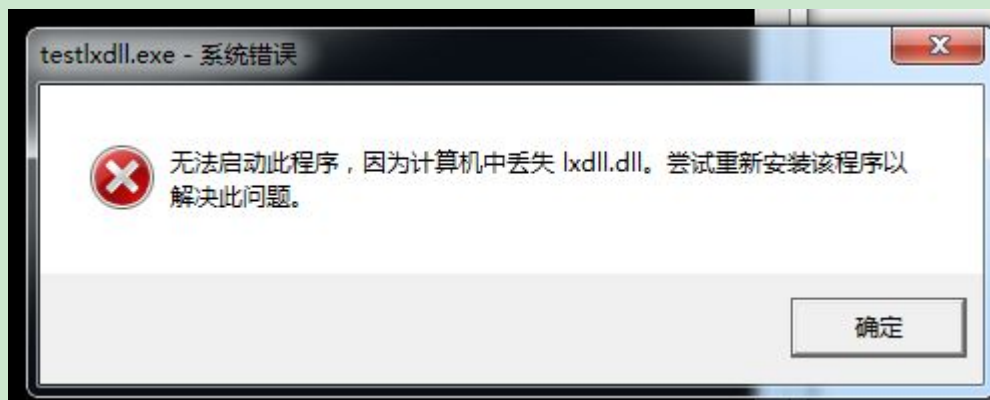 testlxdll.exe - 系统错误
无法启动此程序，因为计算机中丢失 lxdll.dll。尝试重新安装该程序以
解决此问题。
确定